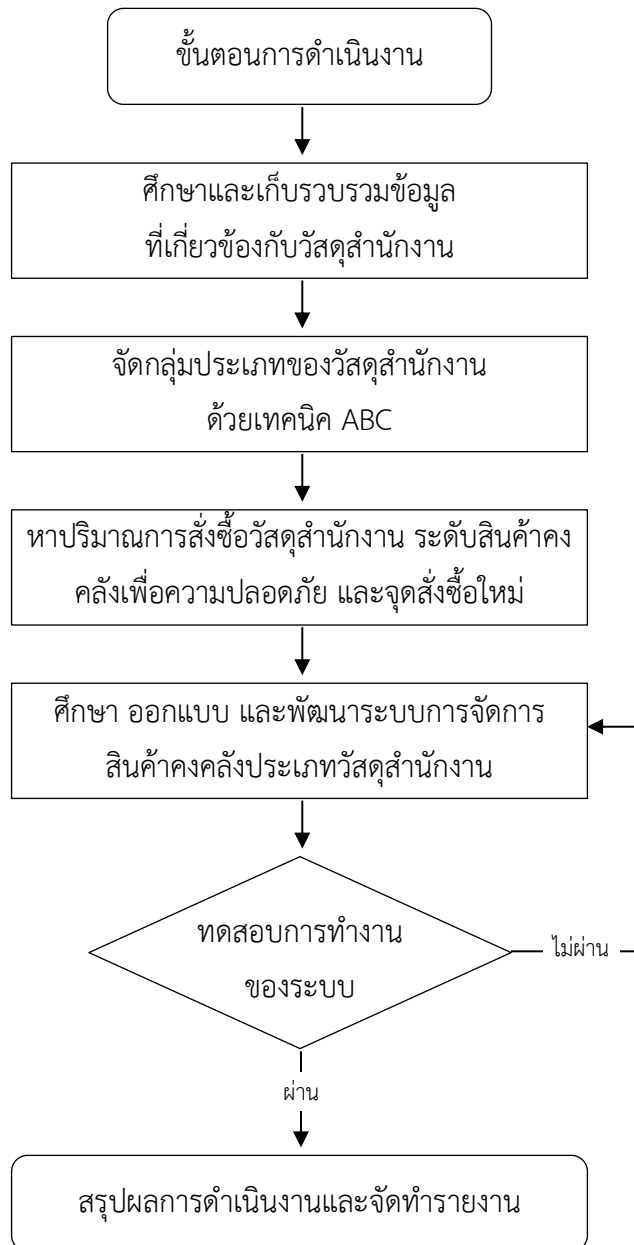 ขั้นตอนการดำเนินงาน
ศึกษาและเก็บรวบรวมข้อมูล
ที่เกี่ยวข้องกับวัสดุสำนักงาน
จัดกลุ่มประเภทของวัสดุสำนักงาน
ด้วยเทคนิค ABC
หาปริมาณการสั่งซื้อวัสดุสำนักงาน ระดับสินค้าคง
คลังเพื่อความปลอดภัย และจุดสั่งซื้อใหม่
ศึกษา ออกแบบ และพัฒนาระบบการจัดการ
สินค้าคงคลังประเภทวัสดุสำนักงาน
ทดสอบการทำงาน
ของระบบ
ไม่ผ่าน
ผ่าน
สรุปผลการดำเนินงานและจัดทำรายงาน